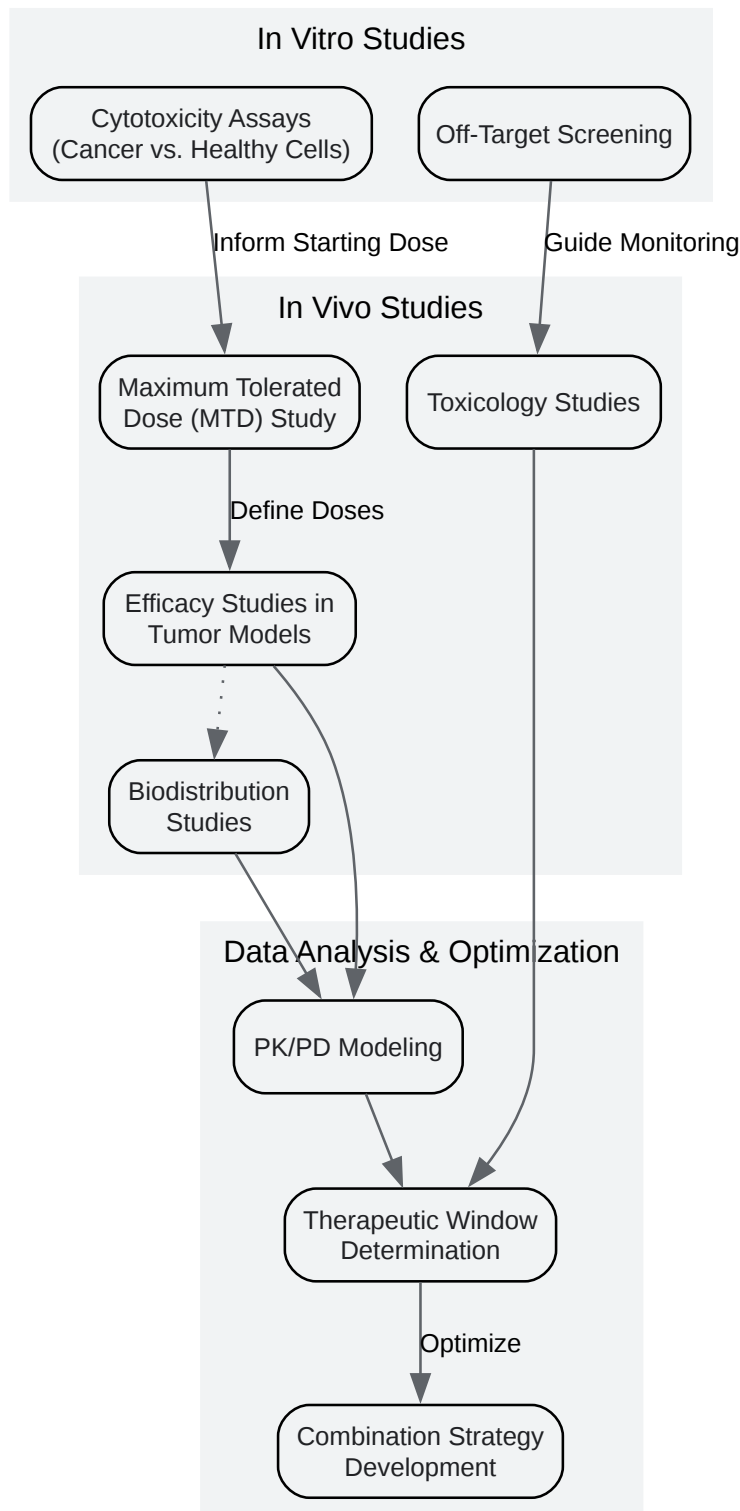 In Vitro Studies
Cytotoxicity Assays
(Cancer vs. Healthy Cells)
Off-Target Screening
Inform Starting Dose
Guide Monitoring
In Vivo Studies
Maximum Tolerated
Dose (MTD) Study
Toxicology Studies
Define Doses
Efficacy Studies in
Tumor Models
Biodistribution
Studies
Data Analysis & Optimization
PK/PD Modeling
Therapeutic Window
Determination
Optimize
Combination Strategy
Development